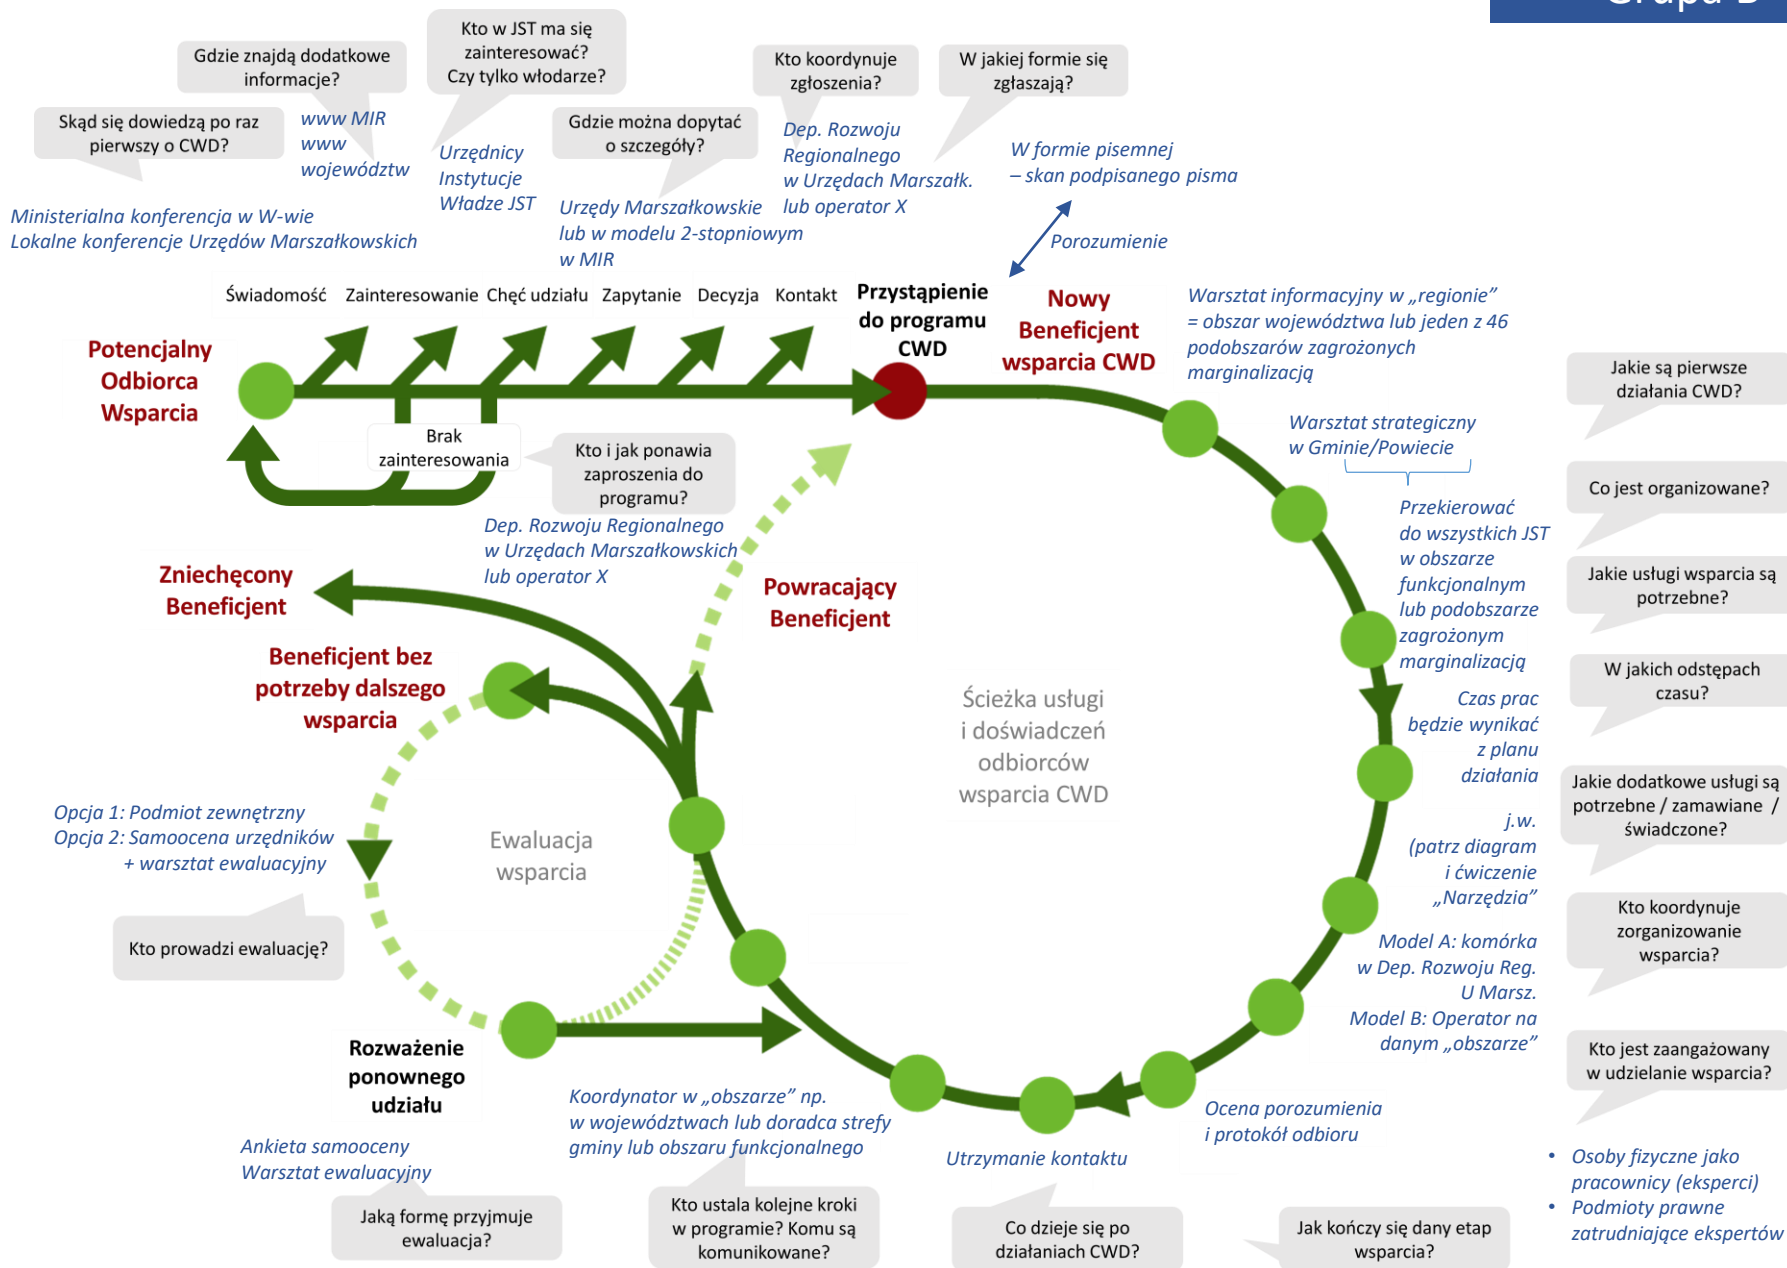 Grupa B
Kto w JST ma się
zainteresować?
Czy tylko włodarze?
Gdzie znajdą dodatkowe
informacje?
Kto koordynuje
zgłoszenia?
W jakiej formie się
zgłaszają?
Skąd się dowiedzą po raz
pierwszy o CWD?
www MIR
www
województw
Gdzie można dopytać
o szczegóły?
Dep. Rozwoju
Regionalnego
w Urzędach Marszałk.
lub operator X
W formie pisemnej
– skan podpisanego pisma
Urzędnicy
Instytucje
Władze JST
Ministerialna konferencja w W-wie
Lokalne konferencje Urzędów Marszałkowskich
Urzędy Marszałkowskie
lub w modelu 2-stopniowym
w MIR
Porozumienie
Świadomość
Zainteresowanie
Chęć udziału
Zapytanie
Decyzja
Kontakt
Przystąpienie
do programu
CWD
Nowy
Beneficjent
wsparcia CWD
Warsztat informacyjny w „regionie”
= obszar województwa lub jeden z 46
podobszarów zagrożonych
marginalizacją
Potencjalny
Odbiorca
Wsparcia
Jakie są pierwsze
działania CWD?
Brak
zainteresowania
Kto i jak ponawia
zaproszenia do
programu?
Warsztat strategiczny
w Gminie/Powiecie
Co jest organizowane?
Dep. Rozwoju Regionalnego
w Urzędach Marszałkowskich
lub operator X
Przekierować
do wszystkich JST
w obszarze
funkcjonalnym
lub podobszarze
zagrożonym
marginalizacją
Zniechęcony
Beneficjent
Powracający
Beneficjent
Jakie usługi wsparcia są
potrzebne?
Beneficjent bez
potrzeby dalszego
wsparcia
Ścieżka usługi
i doświadczeń
odbiorców
wsparcia CWD
W jakich odstępach
czasu?
Czas prac
będzie wynikać
z planu
działania
Opcja 1: Podmiot zewnętrzny
Opcja 2: Samoocena urzędników
+ warsztat ewaluacyjny
Ewaluacja
wsparcia
Jakie dodatkowe usługi są
potrzebne / zamawiane /
świadczone?
j.w.
(patrz diagram
i ćwiczenie
„Narzędzia”
Kto prowadzi ewaluację?
Kto koordynuje
zorganizowanie
wsparcia?
Model A: komórka
w Dep. Rozwoju Reg.
U Marsz.
Model B: Operator na
danym „obszarze”
Rozważenie
ponownego
udziału
Kto jest zaangażowany
w udzielanie wsparcia?
Koordynator w „obszarze” np.
w województwach lub doradca strefy
gminy lub obszaru funkcjonalnego
Ocena porozumienia
i protokół odbioru
Ankieta samooceny
Warsztat ewaluacyjny
Utrzymanie kontaktu
• Osoby fizyczne jako
pracownicy (eksperci)
• Podmioty prawne
zatrudniające ekspertów
Jaką formę przyjmuje
ewaluacja?
Kto ustala kolejne kroki
w programie? Komu są
komunikowane?
Co dzieje się po
działaniach CWD?
Jak kończy się dany etap
wsparcia?